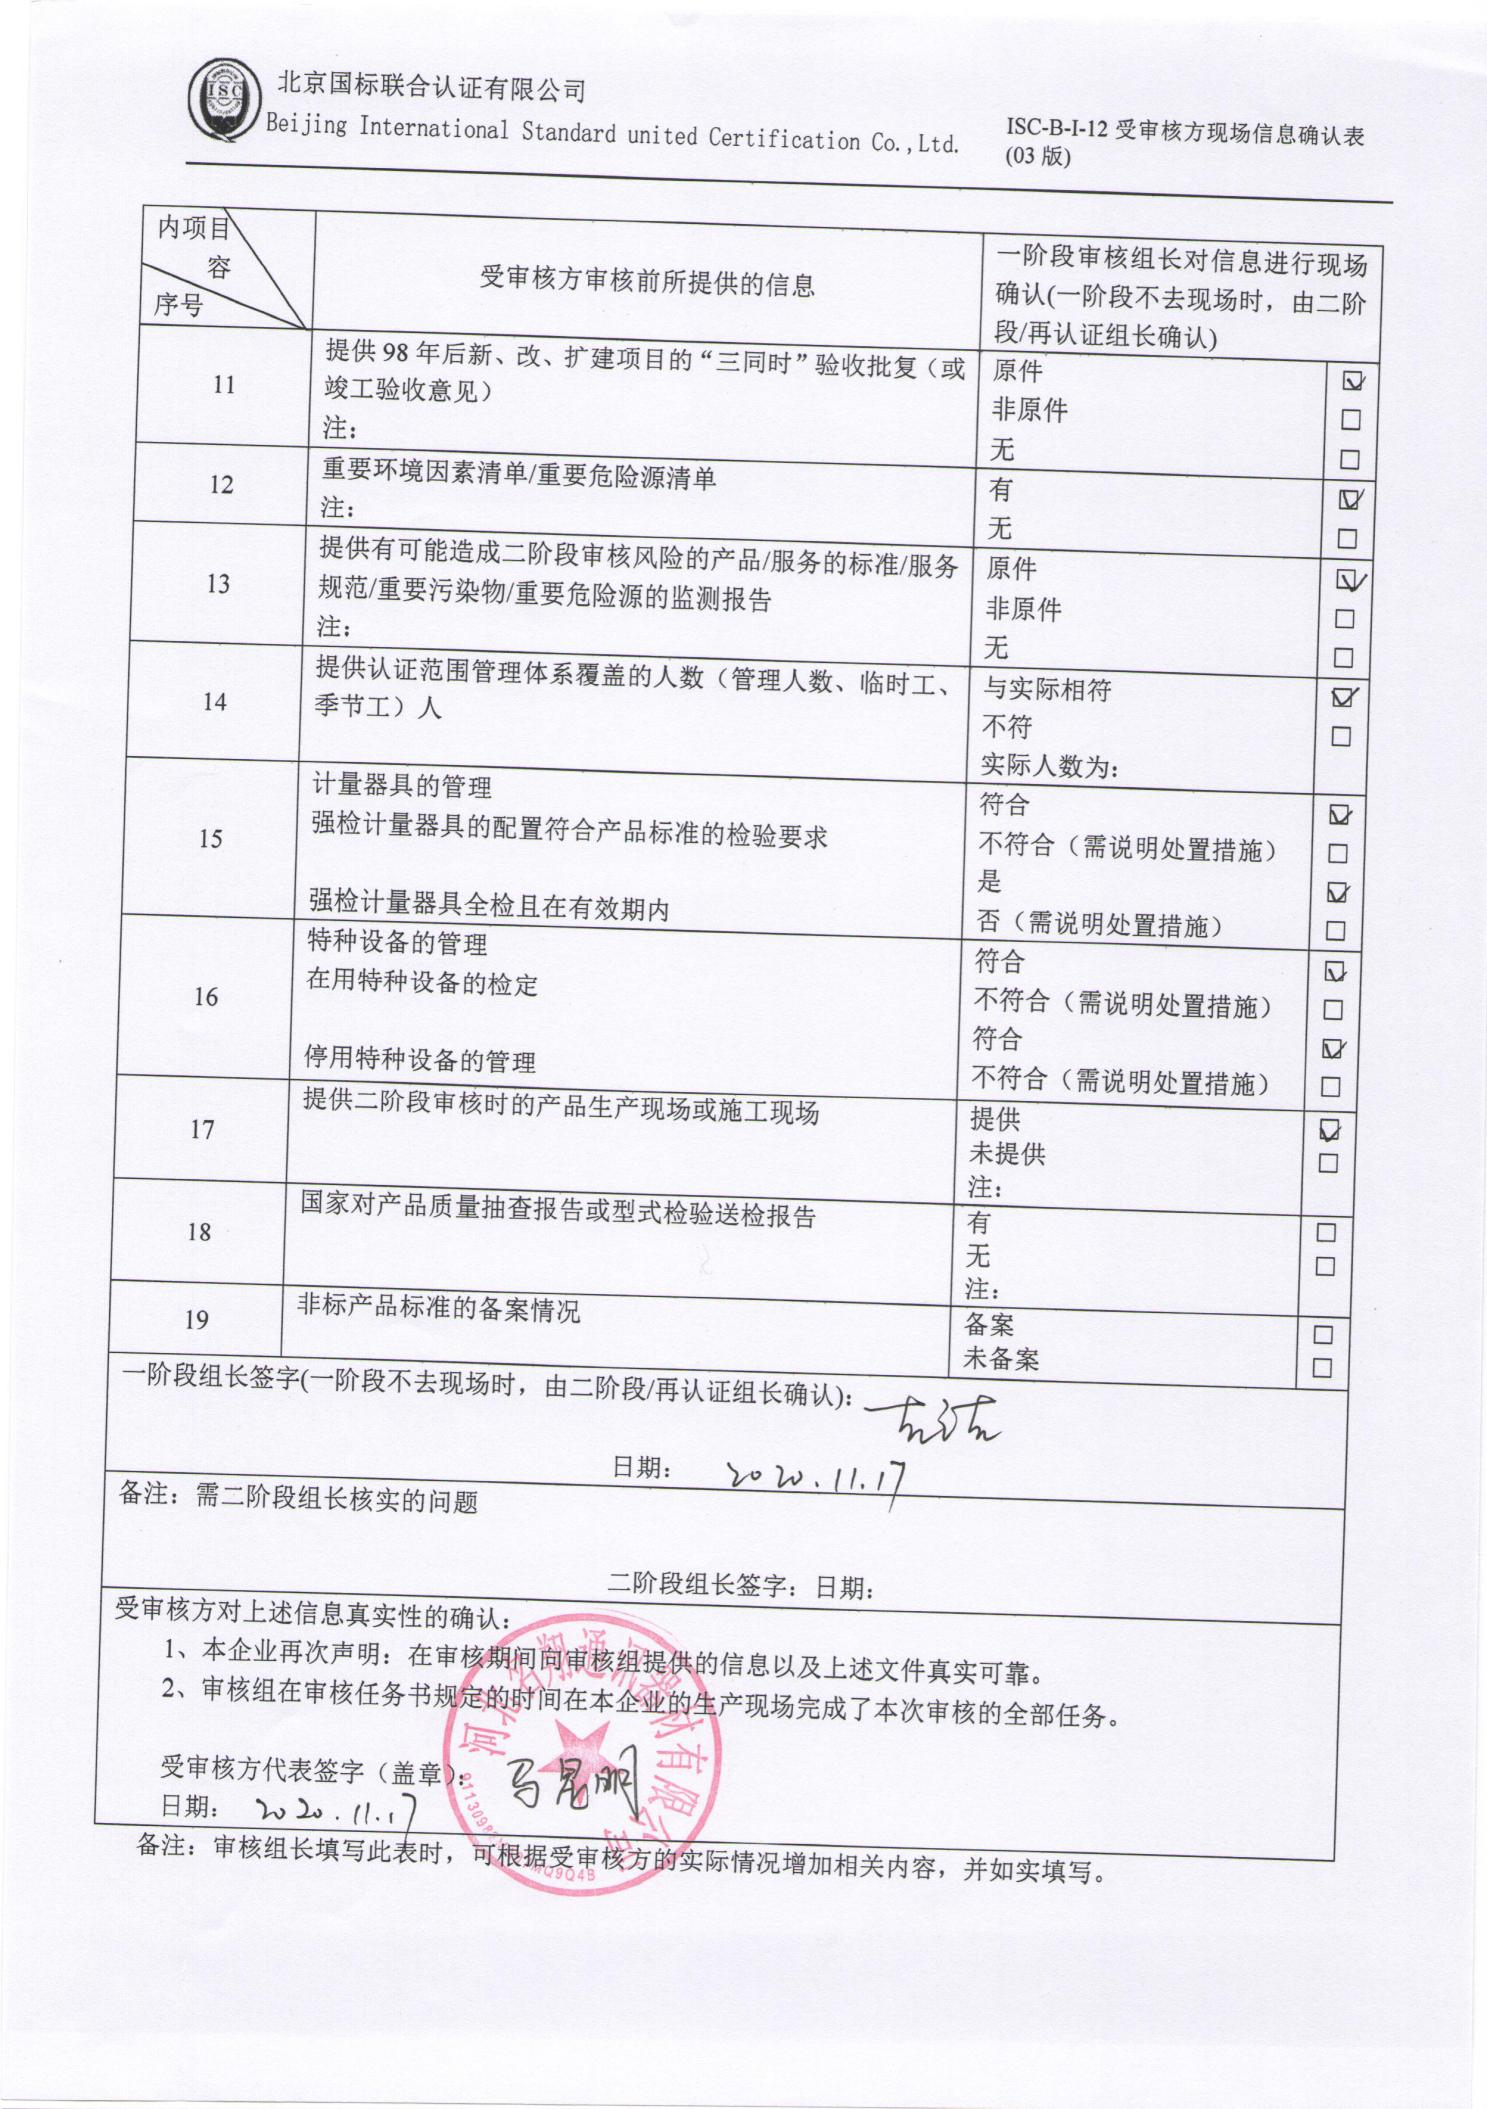 ISC
北京国标联合认证有限公司
Beijing International Standard united Certification Co.,Ltd.
ISC-B-I-12 受审核方现场信息确认表
(03 版)
内项目
容
序号
受审核方审核前所提供的信息
一阶段审核组长对信息进行现场
确认(一阶段不去现场时，由二阶
段/再认证组长确认)
11
提供 98 年后新、改、扩建项目的“三同时”验收批复（或
竣工验收意见）
注：
原件 ☑
非原件 □
无 □
12
重要环境因素清单/重要危险源清单
注：
有 ☑
无 □
13
提供有可能造成二阶段审核风险的产品/服务的标准/服务
规范/重要污染物/重要危险源的监测报告
注：
原件 ☑
非原件 □
无 □
14
提供认证范围管理体系覆盖的人数（管理人数、临时工、
季节工）人
与实际相符 ☑
不符 □
实际人数为:
15
计量器具的管理
强检计量器具的配置符合产品标准的检验要求
强检计量器具全检且在有效期内
符合 ☑
不符合（需说明处置措施） □
是 ☑
否（需说明处置措施） □
16
特种设备的管理
在用特种设备的检定
停用特种设备的管理
符合 ☑
不符合（需说明处置措施） □
符合 ☑
不符合（需说明处置措施） □
17
提供二阶段审核时的产品生产现场或施工现场
提供 ☑
未提供 □
注：
18
国家对产品质量抽查报告或型式检验送检报告
有 □
无 □
注：
19
非标产品标准的备案情况
备案 □
未备案 □
一阶段组长签字(一阶段不去现场时，由二阶段/再认证组长确认):
日期： 2020.11.17
备注：需二阶段组长核实的问题
二阶段组长签字：日期：
受审核方对上述信息真实性的确认：
1、本企业再次声明：在审核期间向审核组提供的信息以及上述文件真实可靠。
2、审核组在审核任务书规定的时间在本企业的生产现场完成了本次审核的全部任务。
受审核方代表签字（盖章）：
日期： 2020.11.17
河北名翔通讯器材有限公司
备注：审核组长填写此表时，可根据受审核方的实际情况增加相关内容，并如实填写。